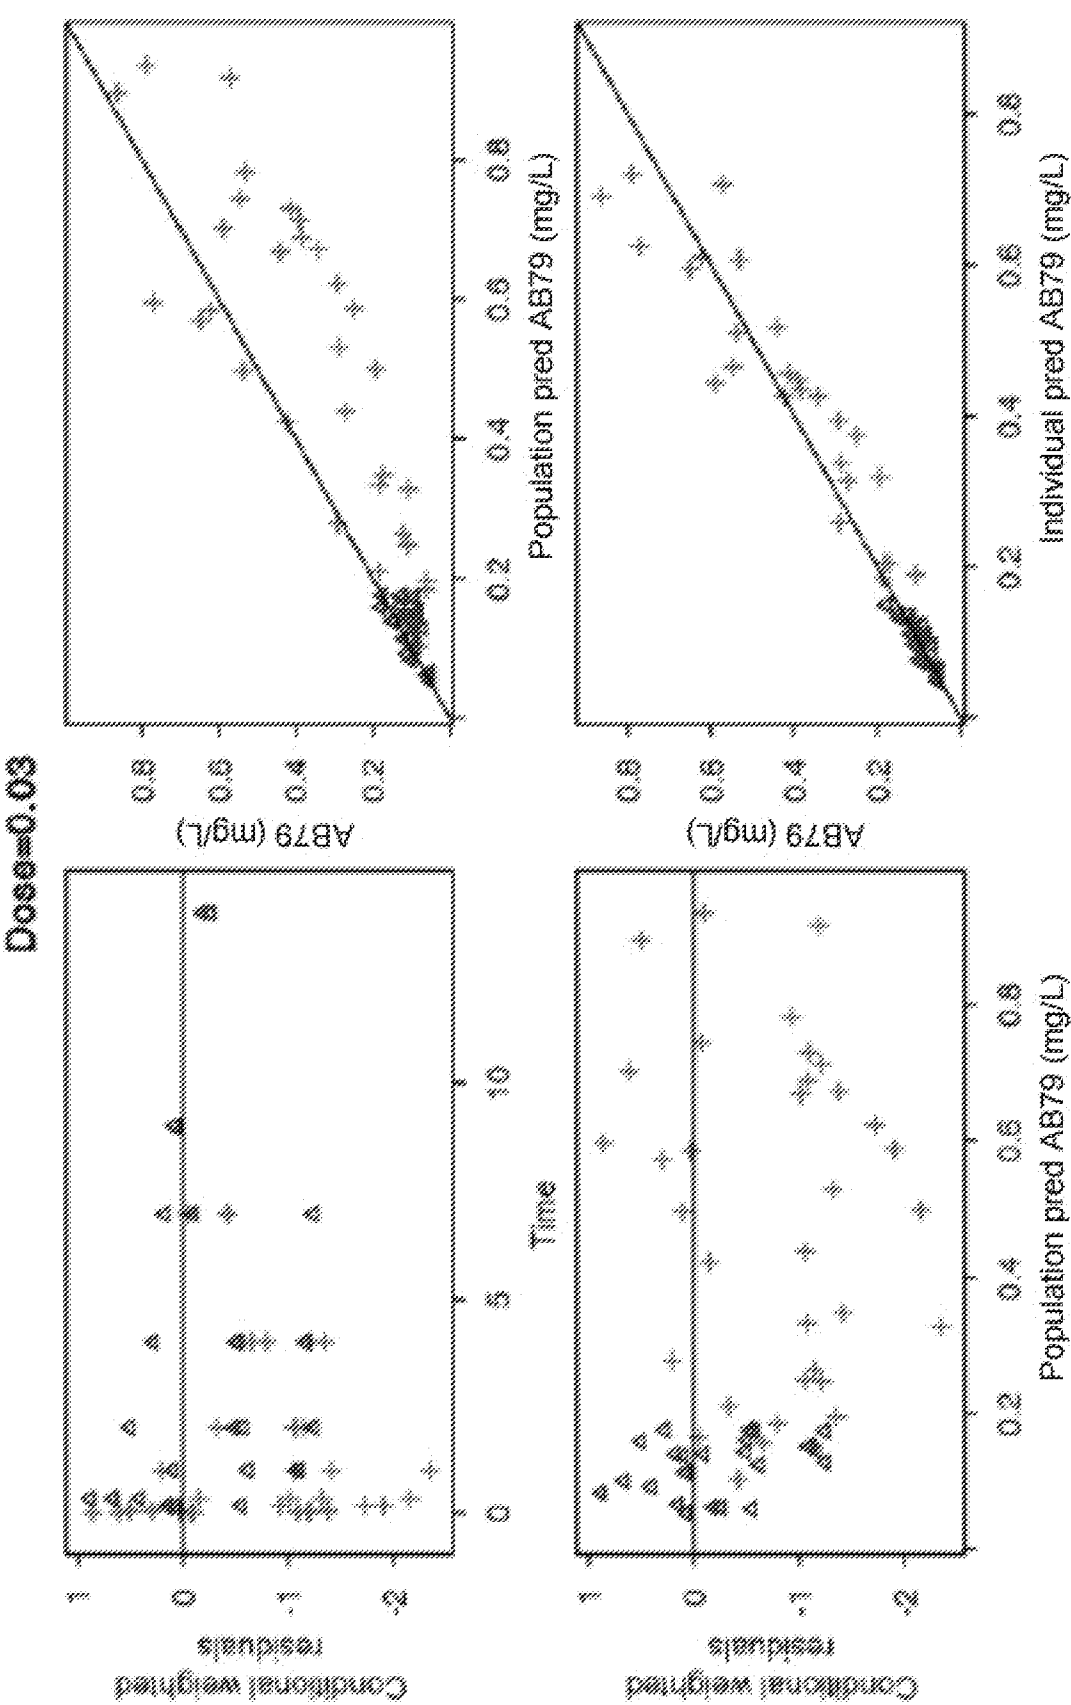 Dose=0.03
Conditional weighted
residuals
1
0
-1
-2
0
5
10
Time
AB79 (mg/L)
0.8
0.6
0.4
0.2
0.2
0.4
0.6
0.8
Population pred AB79 (mg/L)
Conditional weighted
residuals
1
0
-1
-2
0.2
0.4
0.6
0.8
Population pred AB79 (mg/L)
AB79 (mg/L)
0.8
0.6
0.4
0.2
0.2
0.4
0.6
0.8
Individual pred AB79 (mg/L)